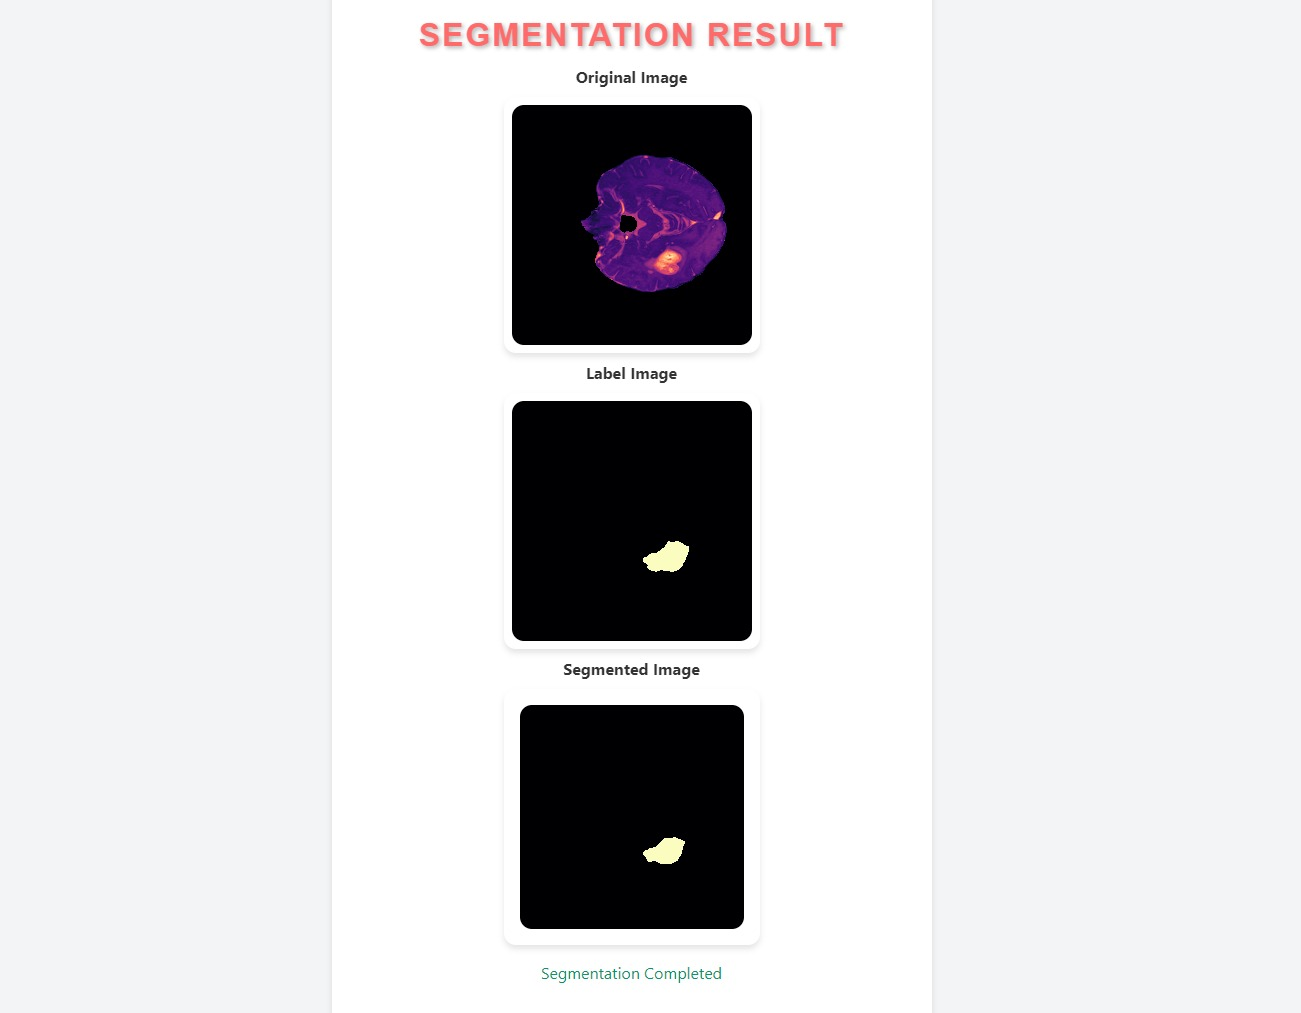 SEGMENTATION RESULT
Original Image
Label Image
Segmented Image
Segmentation Completed